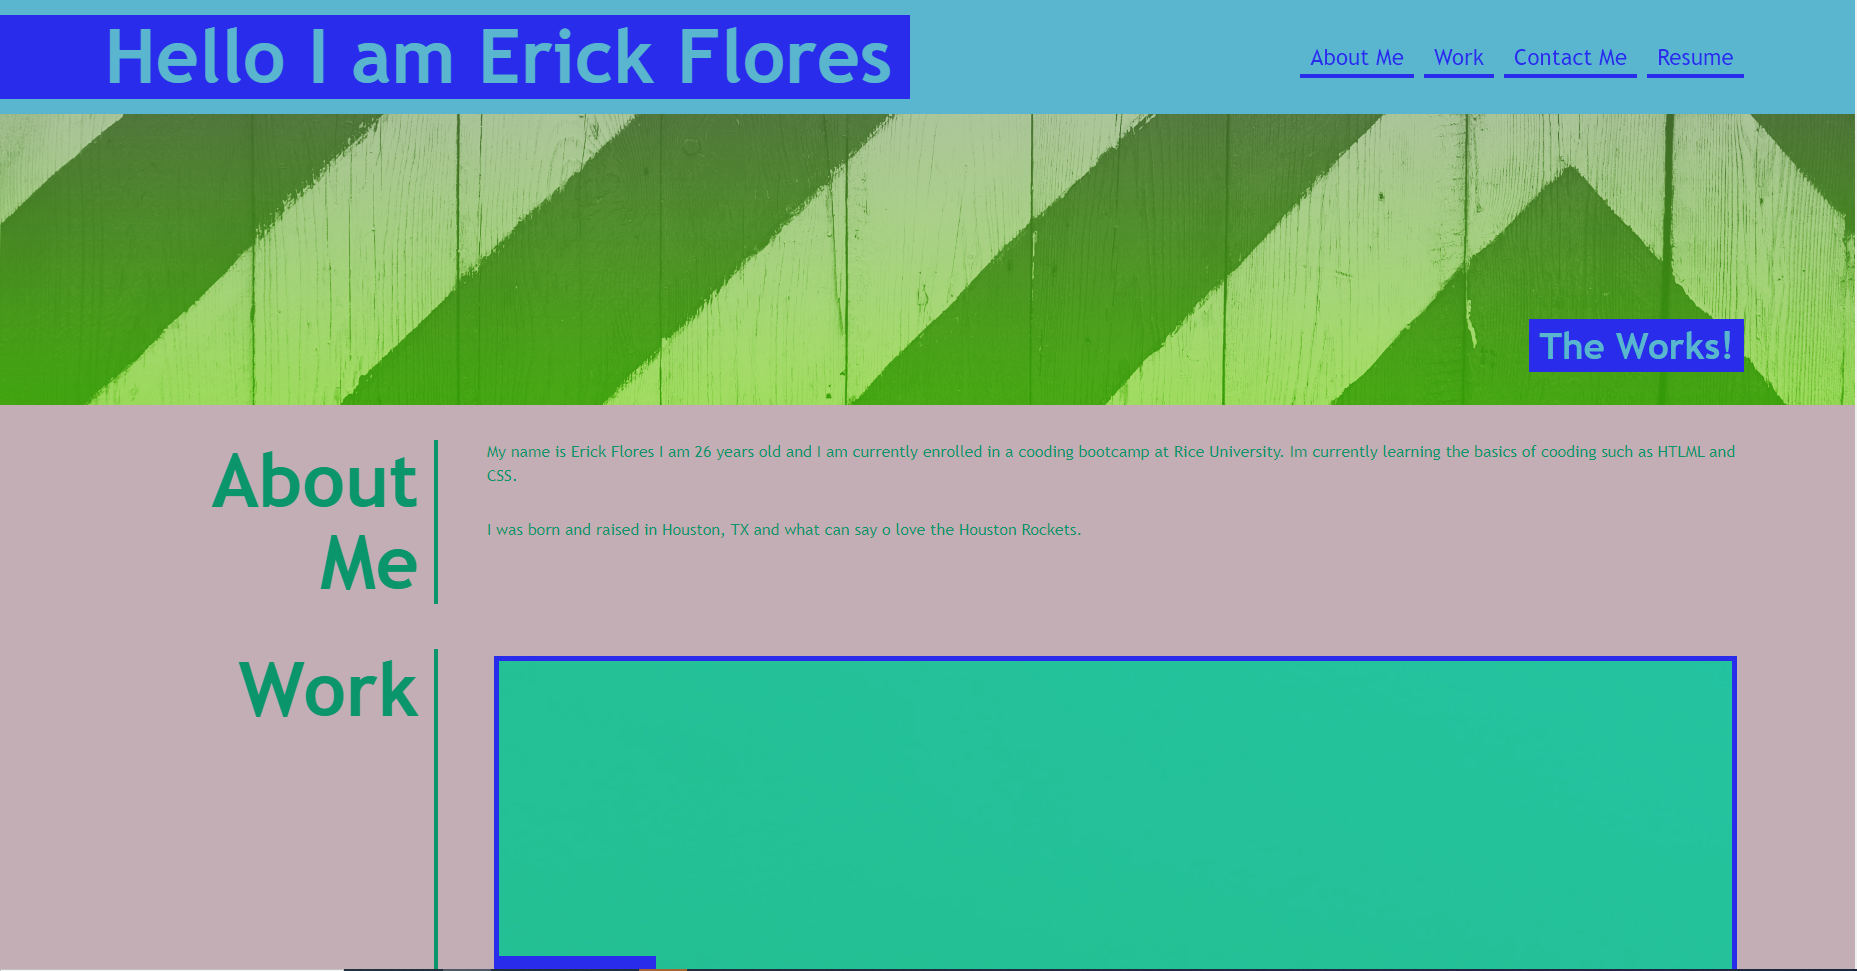 Hello I am Erick Flores
About Me Work Contact Me Resume
The Works!
About
Me
My name is Erick Flores I am 26 years old and I am currently enrolled in a cooding bootcamp at Rice University. Im currently learning the basics of cooding such as HTLML and
CSS.
I was born and raised in Houston, TX and what can say o love the Houston Rockets.
Work